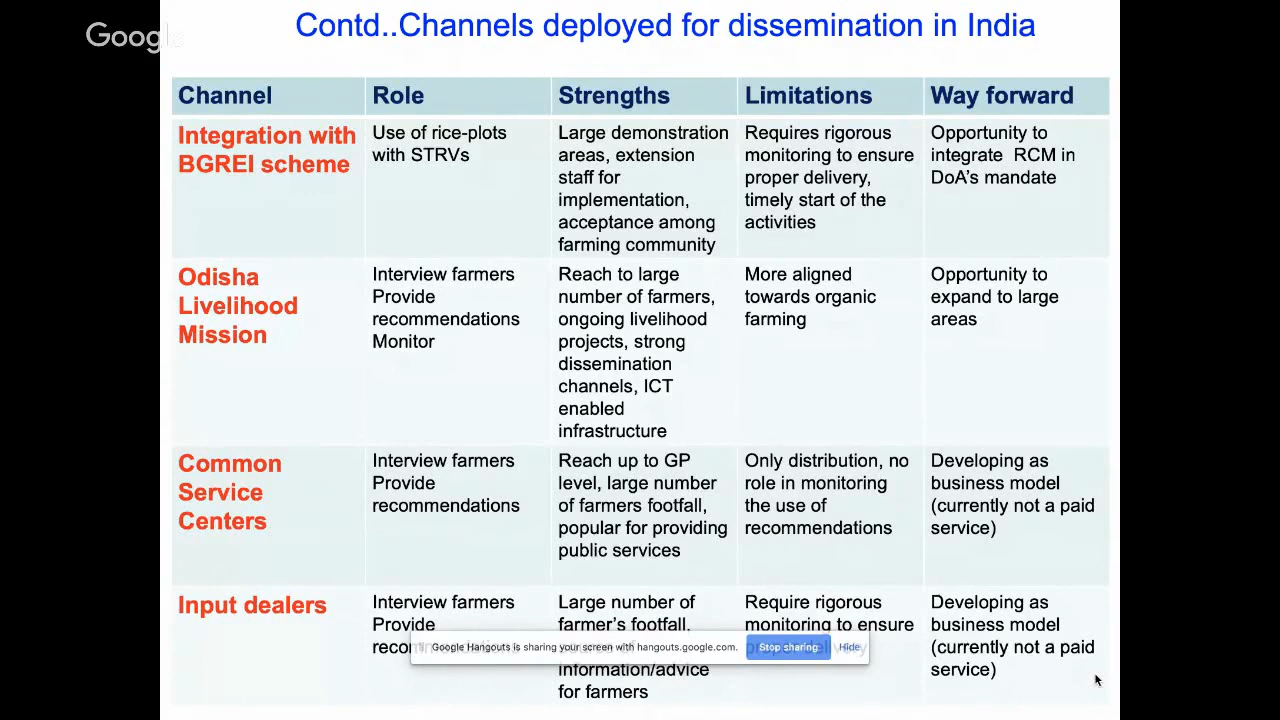 Google
Contd..Channels deployed for dissemination in India
Channel
Role
Strengths
Limitations
Way forward
Integration with
BGREI scheme
Use of rice-plots
with STRVs
Large demonstration
areas, extension
staff for
implementation,
acceptance among
farming community
Requires rigorous
monitoring to ensure
proper delivery,
timely start of the
activities
Opportunity to
integrate RCM in
DoA's mandate
Odisha
Livelihood
Mission
Interview farmers
Provide
recommendations
Monitor
Reach to large
number of farmers,
ongoing livelihood
projects, strong
dissemination
channels, ICT
enabled
infrastructure
More aligned
towards organic
farming
Opportunity to
expand to large
areas
Common
Service
Centers
Interview farmers
Provide
recommendations
Reach up to GP
level, large number
of farmers footfall,
popular for providing
public services
Only distribution, no
role in monitoring
the use of
recommendations
Developing as
business model
(currently not a paid
service)
Input dealers
Interview farmers
Provide
Large number of
farmer's footfall,
information/advice
for farmers
Require rigorous
monitoring to ensure
proper delivery
Developing as
business model
(currently not a paid
service)
Google Hangouts is sharing your screen with hangouts.google.com.
Stop sharing
Hide